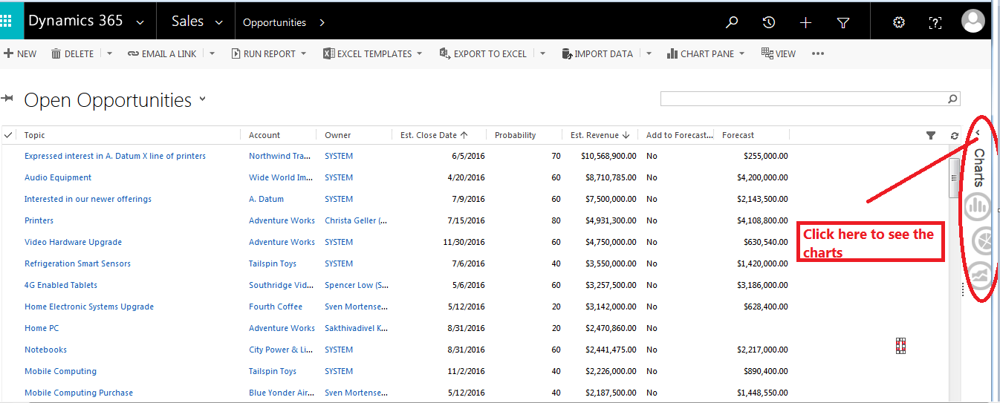 Dynamics 365 Sales Opportunities
NEW DELETE EMAIL A LINK RUN REPORT EXCEL TEMPLATES EXPORT TO EXCEL IMPORT DATA CHART PANE VIEW
Open Opportunities
Topic Account Owner Est. Close Date Probability Est. Revenue Add to Forecast... Forecast
Expressed interest in A. Datum X line of printers Northwind Tra... SYSTEM 6/5/2016 70 $10,568,900.00 No $255,000.00
Audio Equipment Wide World Im... SYSTEM 4/20/2016 60 $8,710,785.00 No $4,200,000.00
Interested in our newer offerings A. Datum SYSTEM 7/9/2016 60 $7,500,000.00 No $2,143,500.00
Printers Adventure Works Christa Geller (... 7/15/2016 80 $4,931,300.00 No $4,108,800.00
Video Hardware Upgrade Adventure Works SYSTEM 11/30/2016 60 $4,750,000.00 No $630,540.00
Refrigeration Smart Sensors Tailspin Toys SYSTEM 7/6/2016 40 $3,550,000.00 No $1,420,000.00
4G Enabled Tablets Southridge Vid... Spencer Low (S... 5/6/2016 60 $3,257,500.00 No $3,186,000.00
Home Electronic Systems Upgrade Fourth Coffee Sven Mortense... 5/12/2016 20 $3,142,000.00 No $628,400.00
Home PC Adventure Works Sakthivadivel K... 8/31/2016 20 $2,470,860.00 No
Notebooks City Power & Li... SYSTEM 8/31/2016 60 $2,441,475.00 No $2,217,000.00
Mobile Computing Tailspin Toys SYSTEM 11/2/2016 40 $2,226,000.00 No $890,400.00
Mobile Computing Purchase Blue Yonder Air... Sven Mortense... 5/12/2016 40 $2,187,500.00 No $1,448,550.00
Charts
Click here to see the
charts